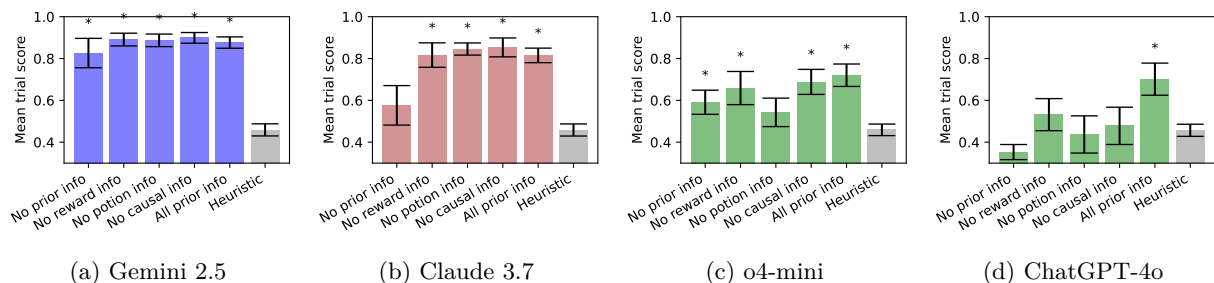 1.0
0.8
0.6
0.4
Mean trial score
*
*
*
*
*
No prior info
No reward info
No potion info
No causal info
All prior info
Heuristic
(a) Gemini 2.5
1.0
0.8
0.6
0.4
Mean trial score
*
*
*
*
No prior info
No reward info
No potion info
No causal info
All prior info
Heuristic
(b) Claude 3.7
1.0
0.8
0.6
0.4
Mean trial score
*
*
*
*
No prior info
No reward info
No potion info
No causal info
All prior info
Heuristic
(c) o4-mini
1.0
0.8
0.6
0.4
Mean trial score
*
No prior info
No reward info
No potion info
No causal info
All prior info
Heuristic
(d) ChatGPT-4o